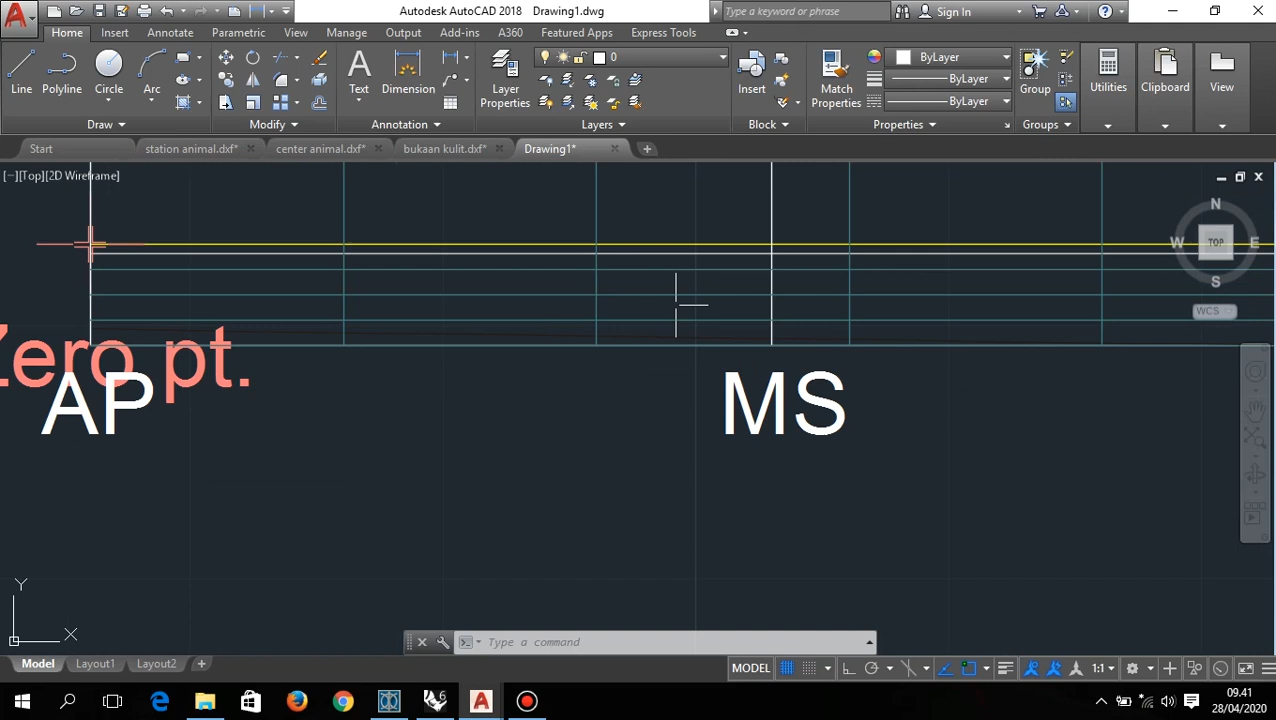 Autodesk AutoCAD 2018 Drawing1.dwg
Type a keyword or phrase
Sign In
Home Insert Annotate Parametric View Manage Output Add-ins A360 Featured Apps Express Tools
Line Polyline Circle Arc
Draw
Modify
Text Dimension
Annotation
Layer Properties
0
Layers
Insert
Block
Match Properties
ByLayer
ByLayer
ByLayer
Properties
Group
Groups
Utilities
Clipboard
View
Start station animal.dxf* center animal.dxf* bukaan kulit.dxf* Drawing1*
[−][Top][2D Wireframe]
N
W TOP E
S
WCS
Zero pt.
AP MS
Y
X
Type a command
Model Layout1 Layout2
MODEL 1:1
6
09.41
28/04/2020